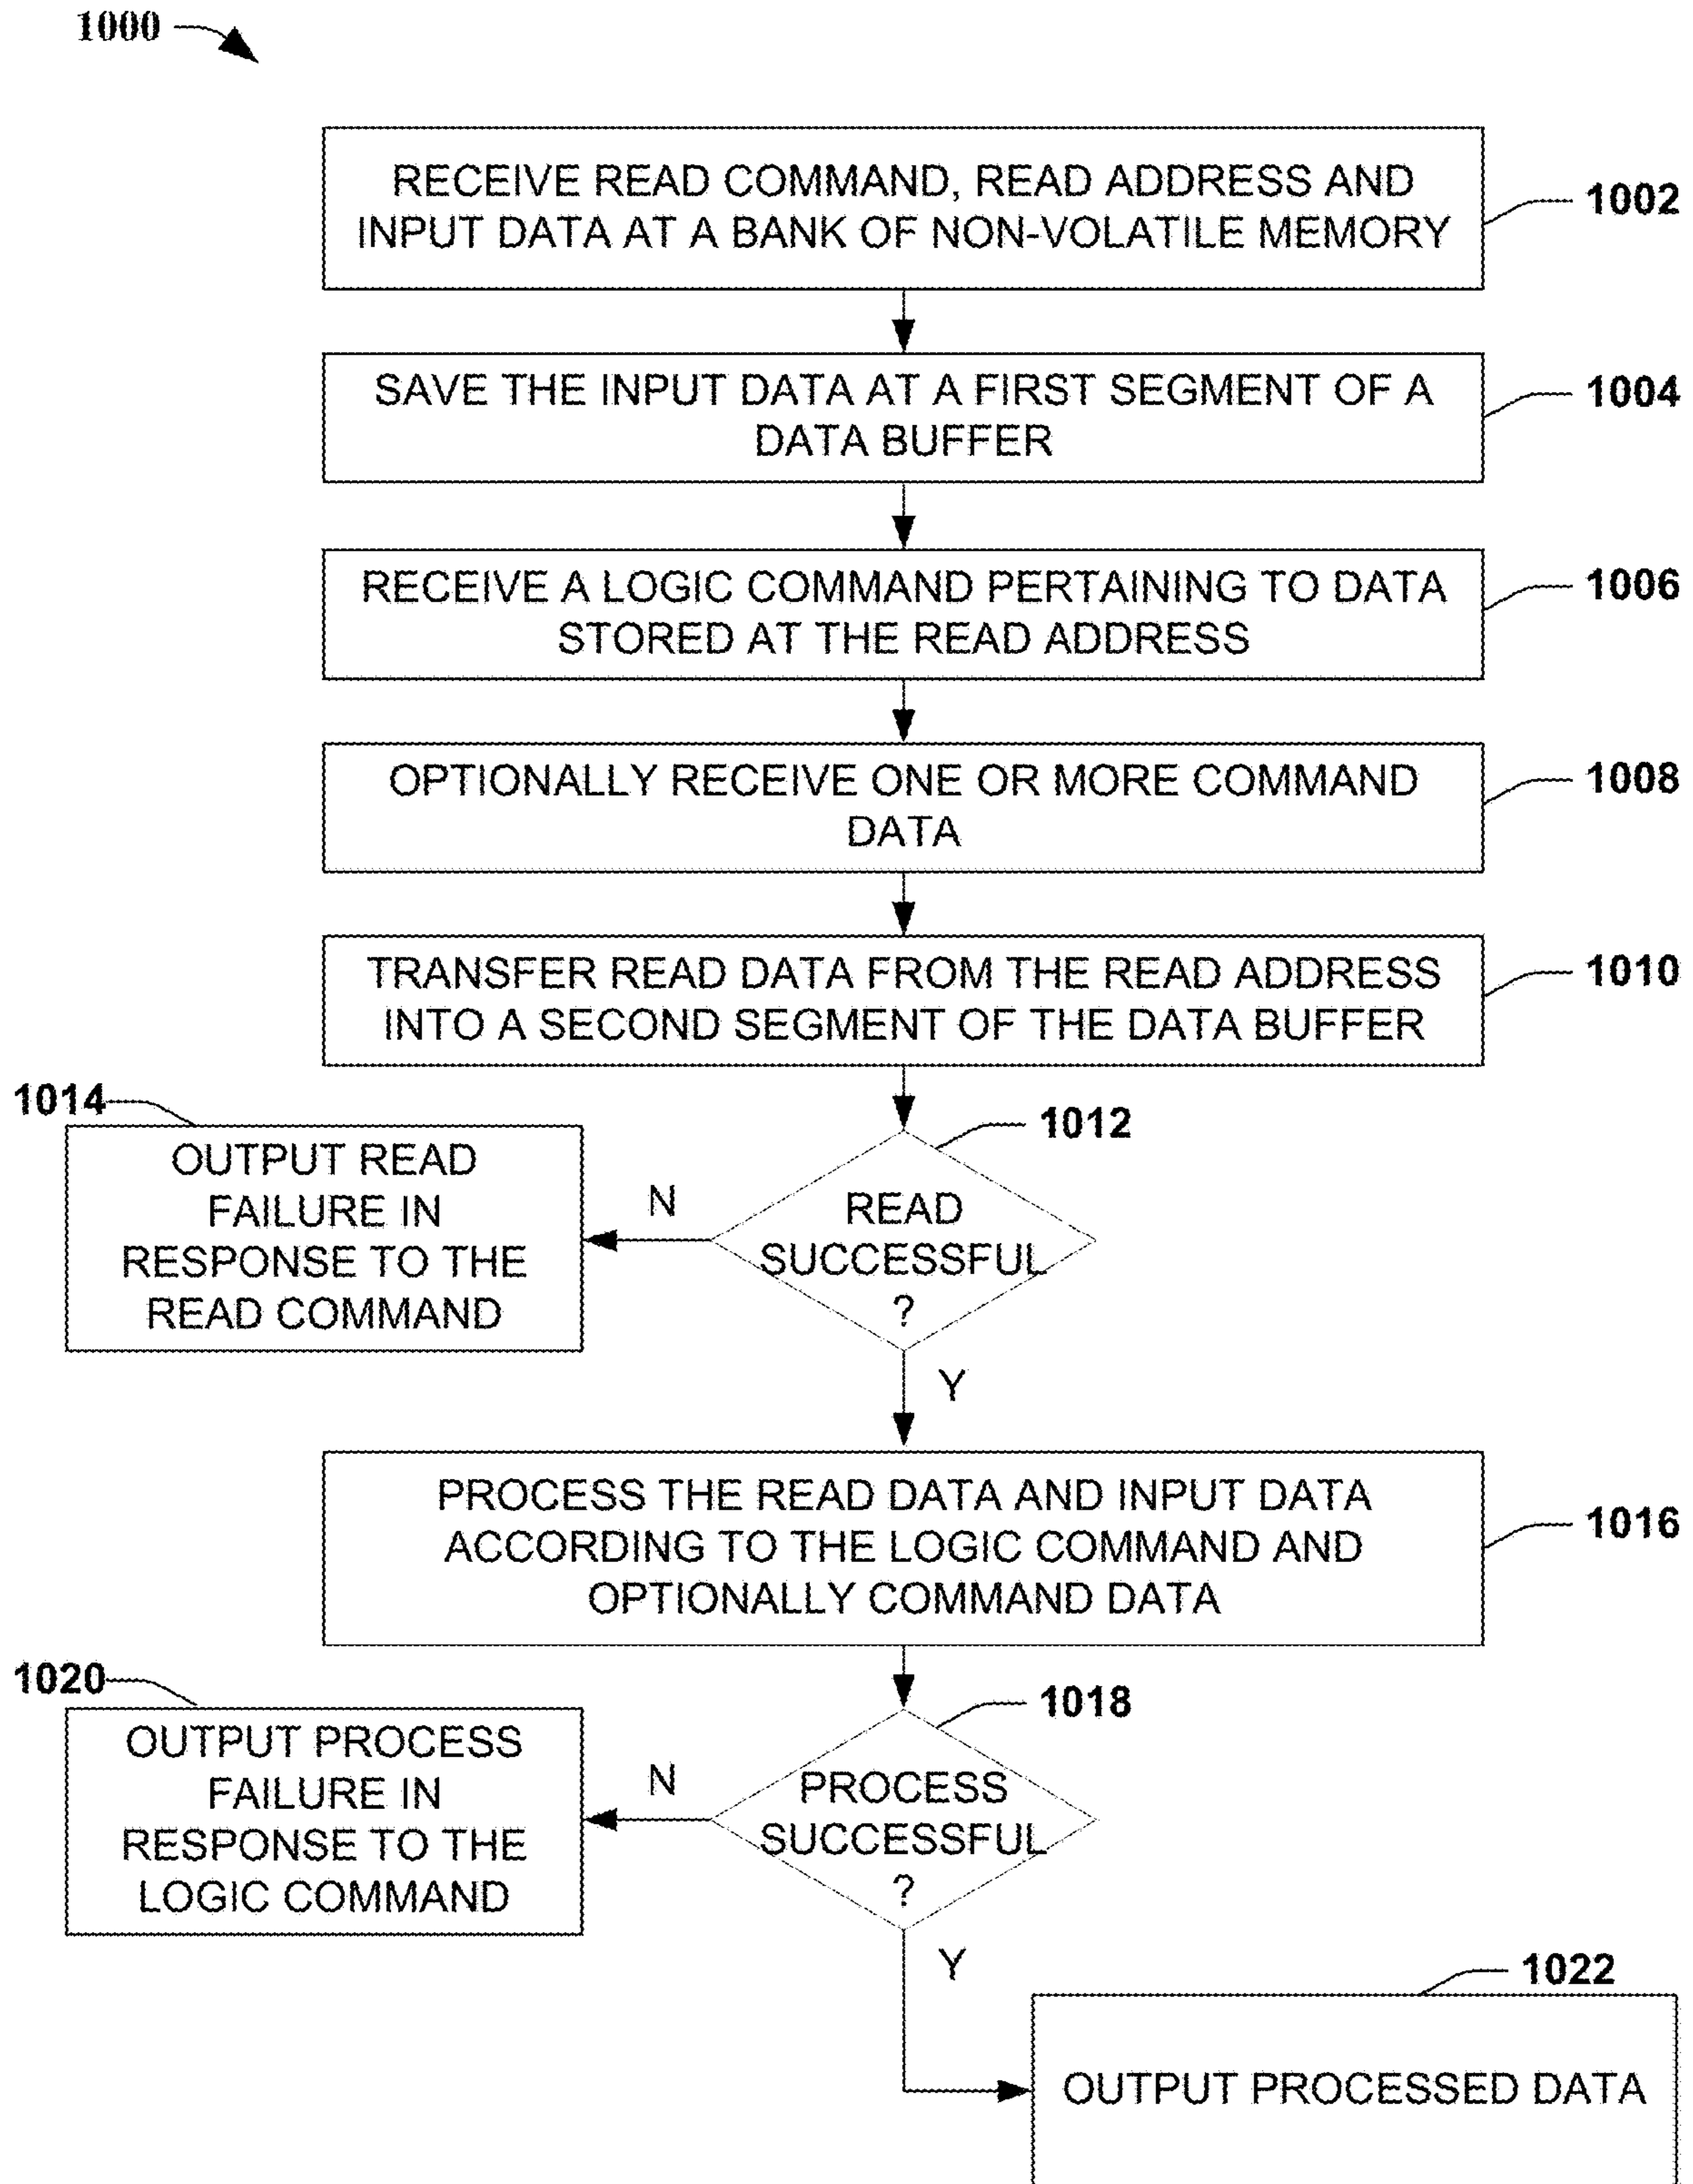 1000
RECEIVE READ COMMAND, READ ADDRESS AND
INPUT DATA AT A BANK OF NON-VOLATILE MEMORY
1002
SAVE THE INPUT DATA AT A FIRST SEGMENT OF A
DATA BUFFER
1004
RECEIVE A LOGIC COMMAND PERTAINING TO DATA
STORED AT THE READ ADDRESS
1006
OPTIONALLY RECEIVE ONE OR MORE COMMAND
DATA
1008
TRANSFER READ DATA FROM THE READ ADDRESS
INTO A SECOND SEGMENT OF THE DATA BUFFER
1010
1012
READ
SUCCESSFUL
?
N
1014
OUTPUT READ
FAILURE IN
RESPONSE TO THE
READ COMMAND
Y
PROCESS THE READ DATA AND INPUT DATA
ACCORDING TO THE LOGIC COMMAND AND
OPTIONALLY COMMAND DATA
1016
1018
PROCESS
SUCCESSFUL
?
N
1020
OUTPUT PROCESS
FAILURE IN
RESPONSE TO THE
LOGIC COMMAND
Y
1022
OUTPUT PROCESSED DATA